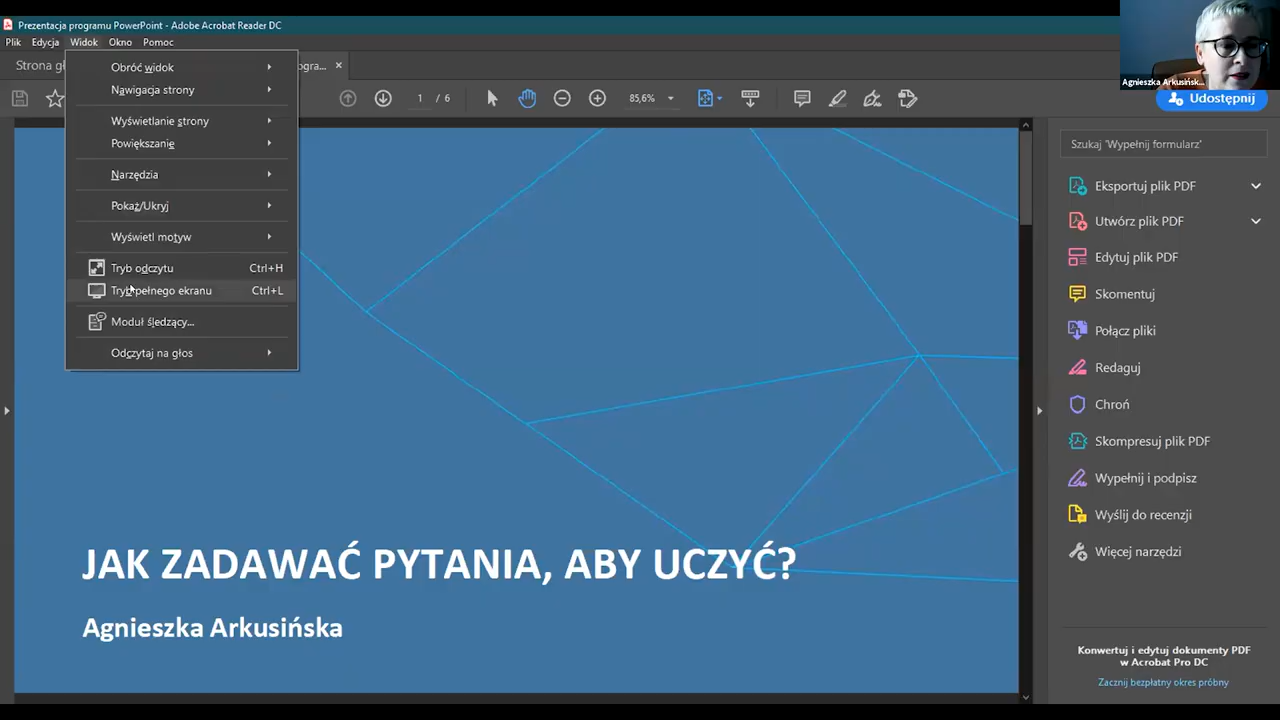 Prezentacja programu PowerPoint - Adobe Acrobat Reader DC
Plik Edycja Widok Okno Pomoc
Strona gł
ogra... ×
Obróć widok
Nawigacja strony
Wyświetlanie strony
Powiększanie
Narzędzia
Pokaż/Ukryj
Wyświetl motyw
Tryb odczytu Ctrl+H
Tryb pełnego ekranu Ctrl+L
Moduł śledzący...
Odczytaj na głos
1 / 6
85,6%
Agnieszka Arkusińsk...
Udostępnij
Szukaj 'Wypełnij formularz'
Eksportuj plik PDF
Utwórz plik PDF
Edytuj plik PDF
Skomentuj
Połącz pliki
Redaguj
Chroń
Skompresuj plik PDF
Wypełnij i podpisz
Wyślij do recenzji
Więcej narzędzi
Konwertuj i edytuj dokumenty PDF
w Acrobat Pro DC
Zacznij bezpłatny okres próbny
JAK ZADAWAĆ PYTANIA, ABY UCZYĆ?
Agnieszka Arkusińska